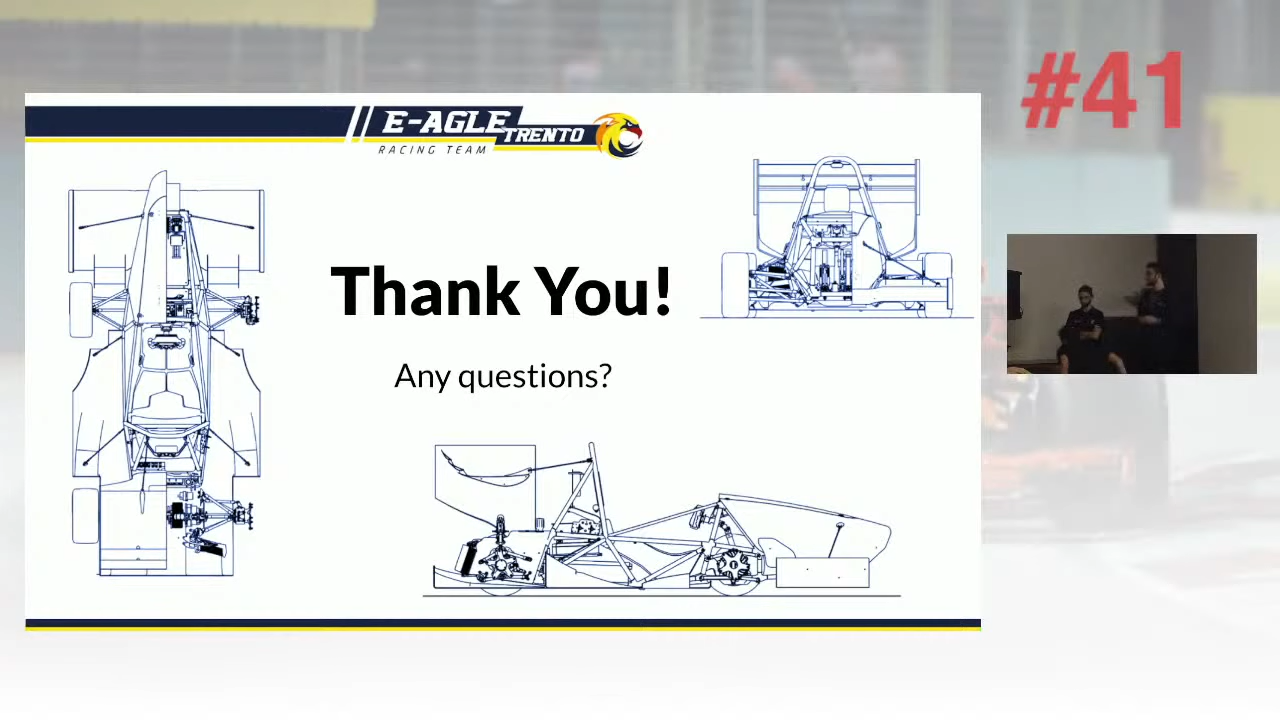 #41
E-AGLE
TRENTO
RACING TEAM
Thank You!
Any questions?